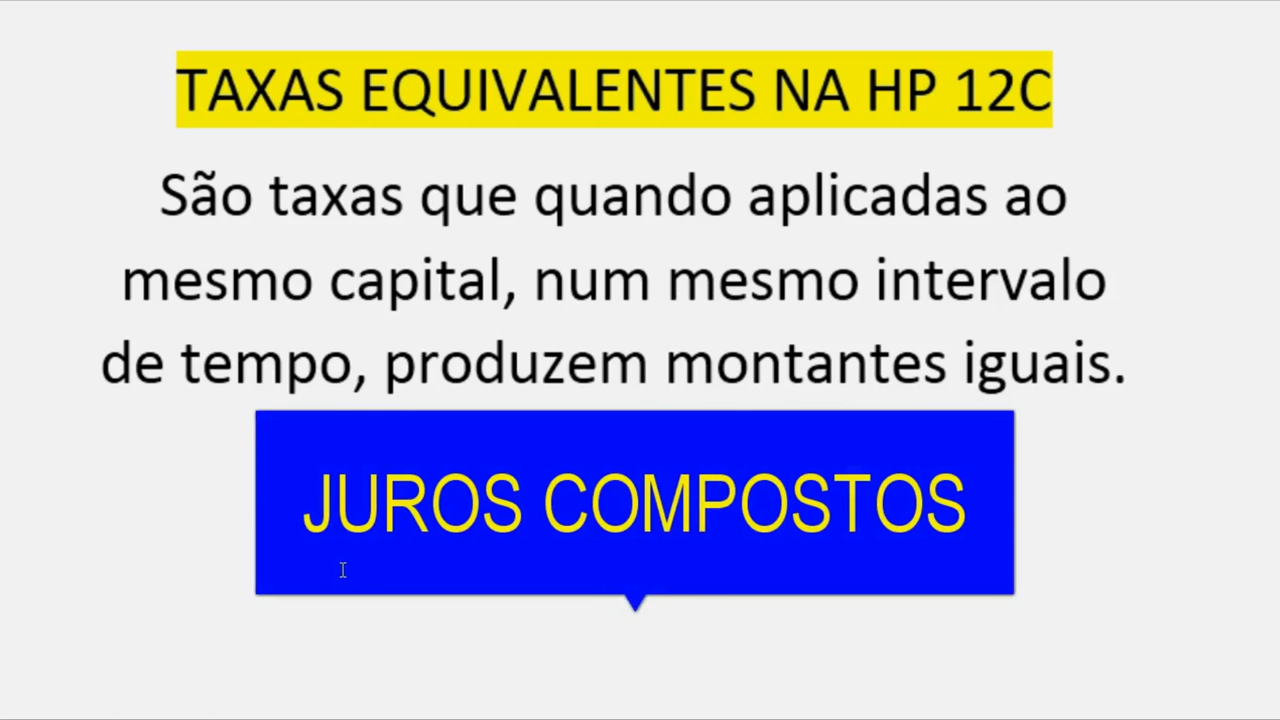 TAXAS EQUIVALENTES NA HP 12C
São taxas que quando aplicadas ao
mesmo capital, num mesmo intervalo
de tempo, produzem montantes iguais.
JUROS COMPOSTOS